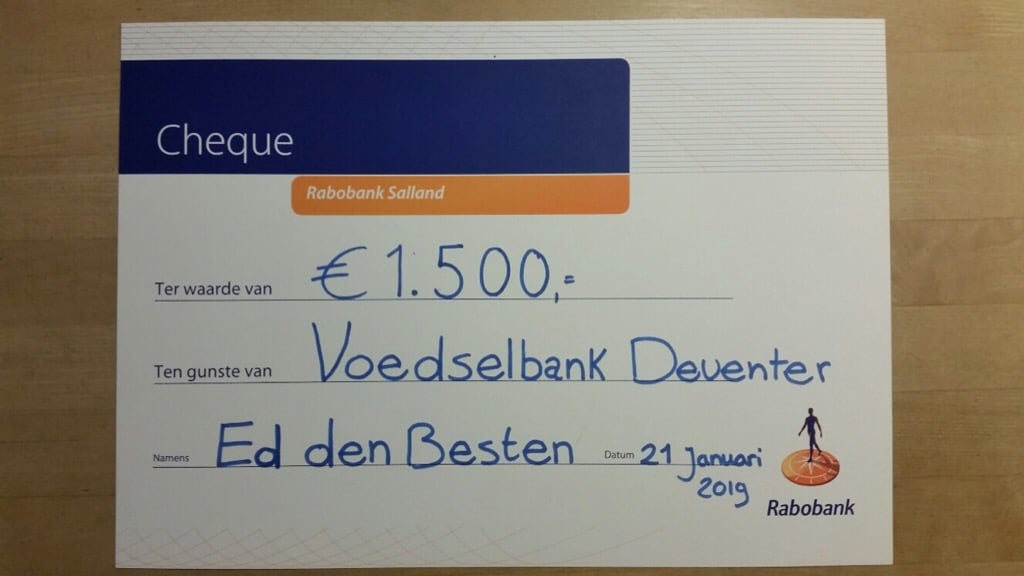 Cheque
Rabobank Salland
Ter waarde van € 1.500,=
Ten gunste van Voedselbank Deventer
Namens Ed den Besten Datum 21 Januari
2019
Rabobank